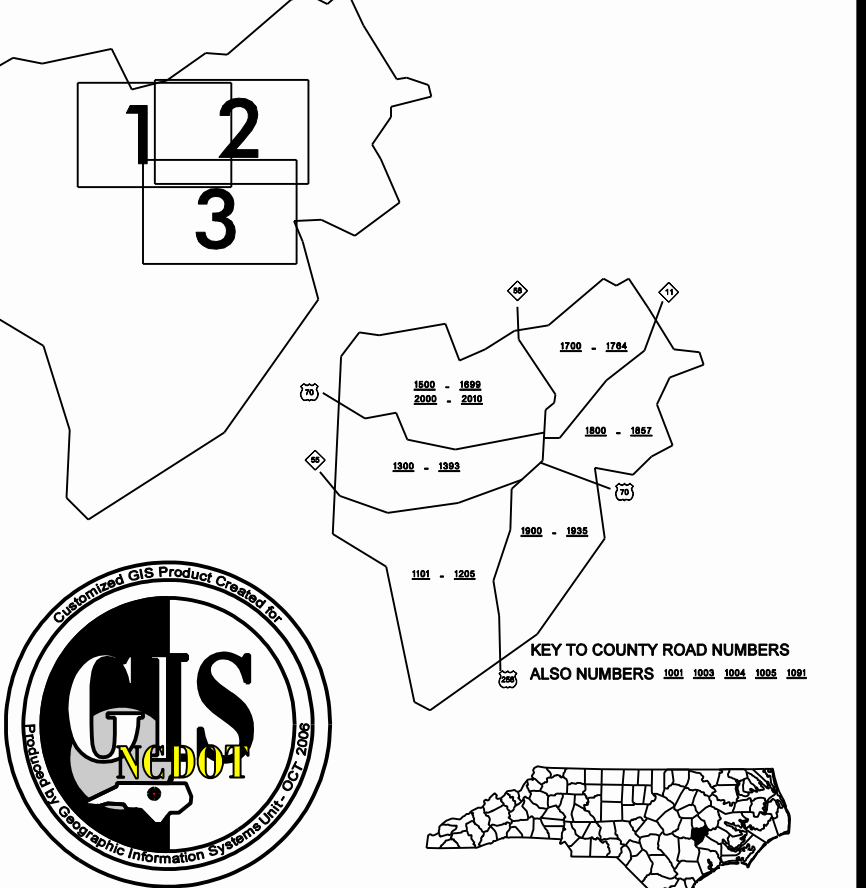 1
2
3
58
11
1700 - 1764
1500 - 1699
2000 - 2010
70
1800 - 1857
1300 - 1393
55
70
1900 - 1935
1101 - 1205
258
KEY TO COUNTY ROAD NUMBERS
ALSO NUMBERS 1001 1003 1004 1005 1091
Customized GIS Product Created for
GIS
NCDOT
Produced by Geographic Information Systems Unit - OCT 2006